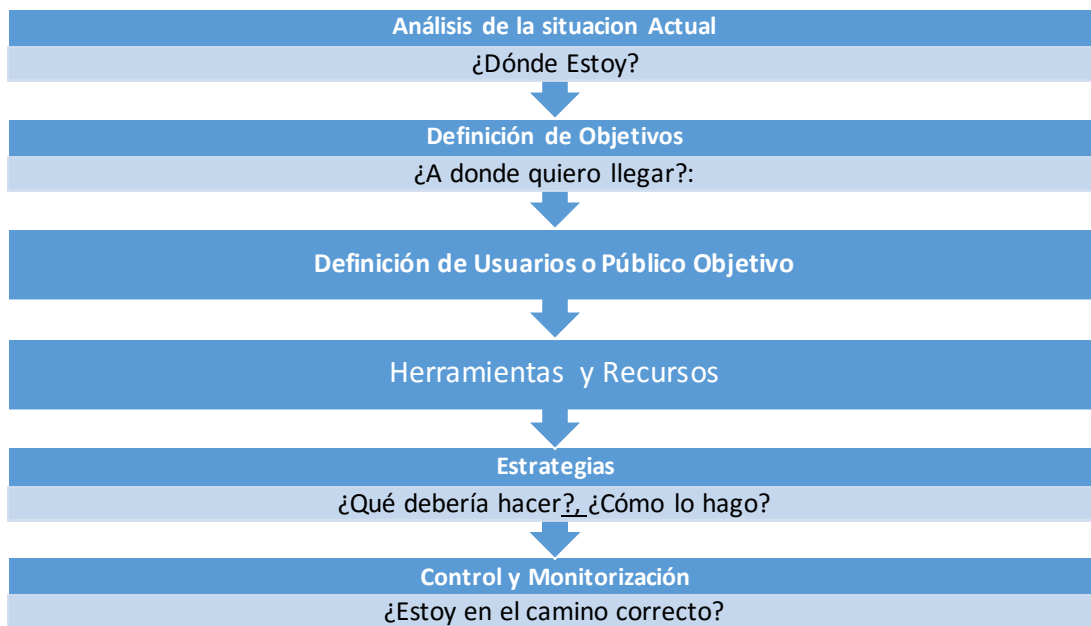 Análisis de la situacion Actual
¿Dónde Estoy?
Definición de Objetivos
¿A donde quiero llegar?:
Definición de Usuarios o Público Objetivo
Herramientas y Recursos
Estrategias
¿Qué debería hacer?, ¿Cómo lo hago?
Control y Monitorización
¿Estoy en el camino correcto?